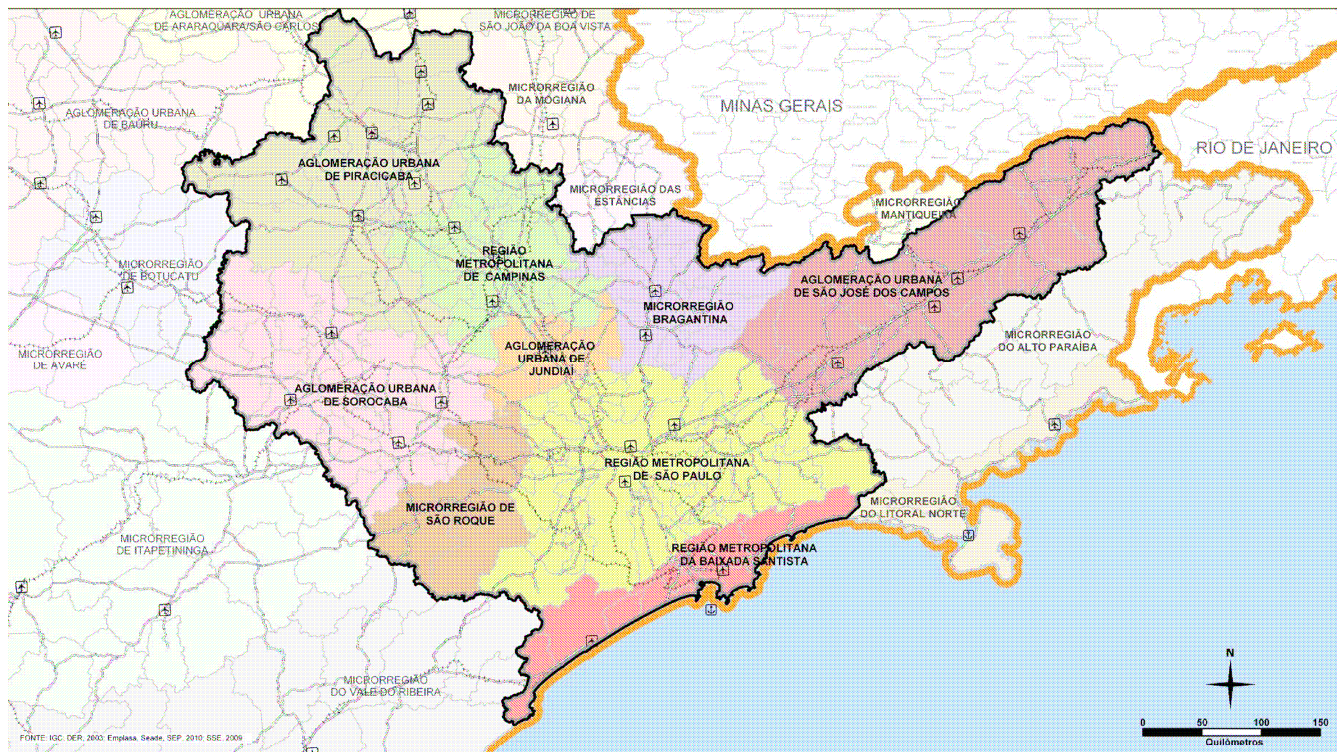 AGLOMERAÇÃO URBANA
DE ARARAQUARA/SÃO CARLOS
MICRORREGIÃO DE
SÃO JOÃO DA BOA VISTA
MICRORREGIÃO
DA MOGIANA
MINAS GERAIS
AGLOMERAÇÃO URBANA
DE BAURU
RIO DE JANEIRO
AGLOMERAÇÃO URBANA
DE PIRACICABA
MICRORREGIÃO DAS
ESTÂNCIAS
MICRORREGIÃO
MANTIQUEIRA
REGIÃO
METROPOLITANA
DE CAMPINAS
MICRORREGIÃO
DE BOTUCATU
AGLOMERAÇÃO URBANA
DE SÃO JOSÉ DOS CAMPOS
MICRORREGIÃO
BRAGANTINA
MICRORREGIÃO
DO ALTO PARAÍBA
AGLOMERAÇÃO
URBANA DE
JUNDIAÍ
MICRORREGIÃO
DE AVARÉ
AGLOMERAÇÃO URBANA
DE SOROCABA
REGIÃO METROPOLITANA
DE SÃO PAULO
MICRORREGIÃO DE
SÃO ROQUE
MICRORREGIÃO
DO LITORAL NORTE
MICRORREGIÃO
DE ITAPETININGA
REGIÃO METROPOLITANA
DA BAIXADA SANTISTA
MICRORREGIÃO
DO VALE DO RIBEIRA
N
0 50 100 150
Quilômetros
FONTE: IGC, DER, 2003; Emplasa, Seade, SEP, 2010; SSE, 2009